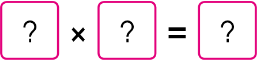 ? × ? = ?